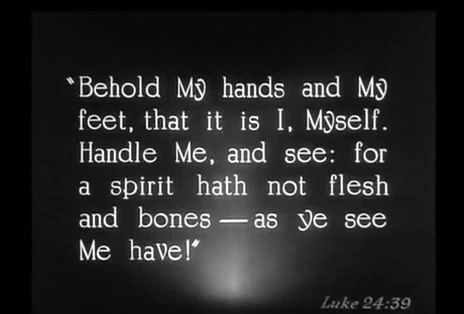 "Behold My hands and My
feet, that it is I, Myself.
Handle Me, and see: for
a spirit hath not flesh
and bones — as ye see
Me have!"
Luke 24:39